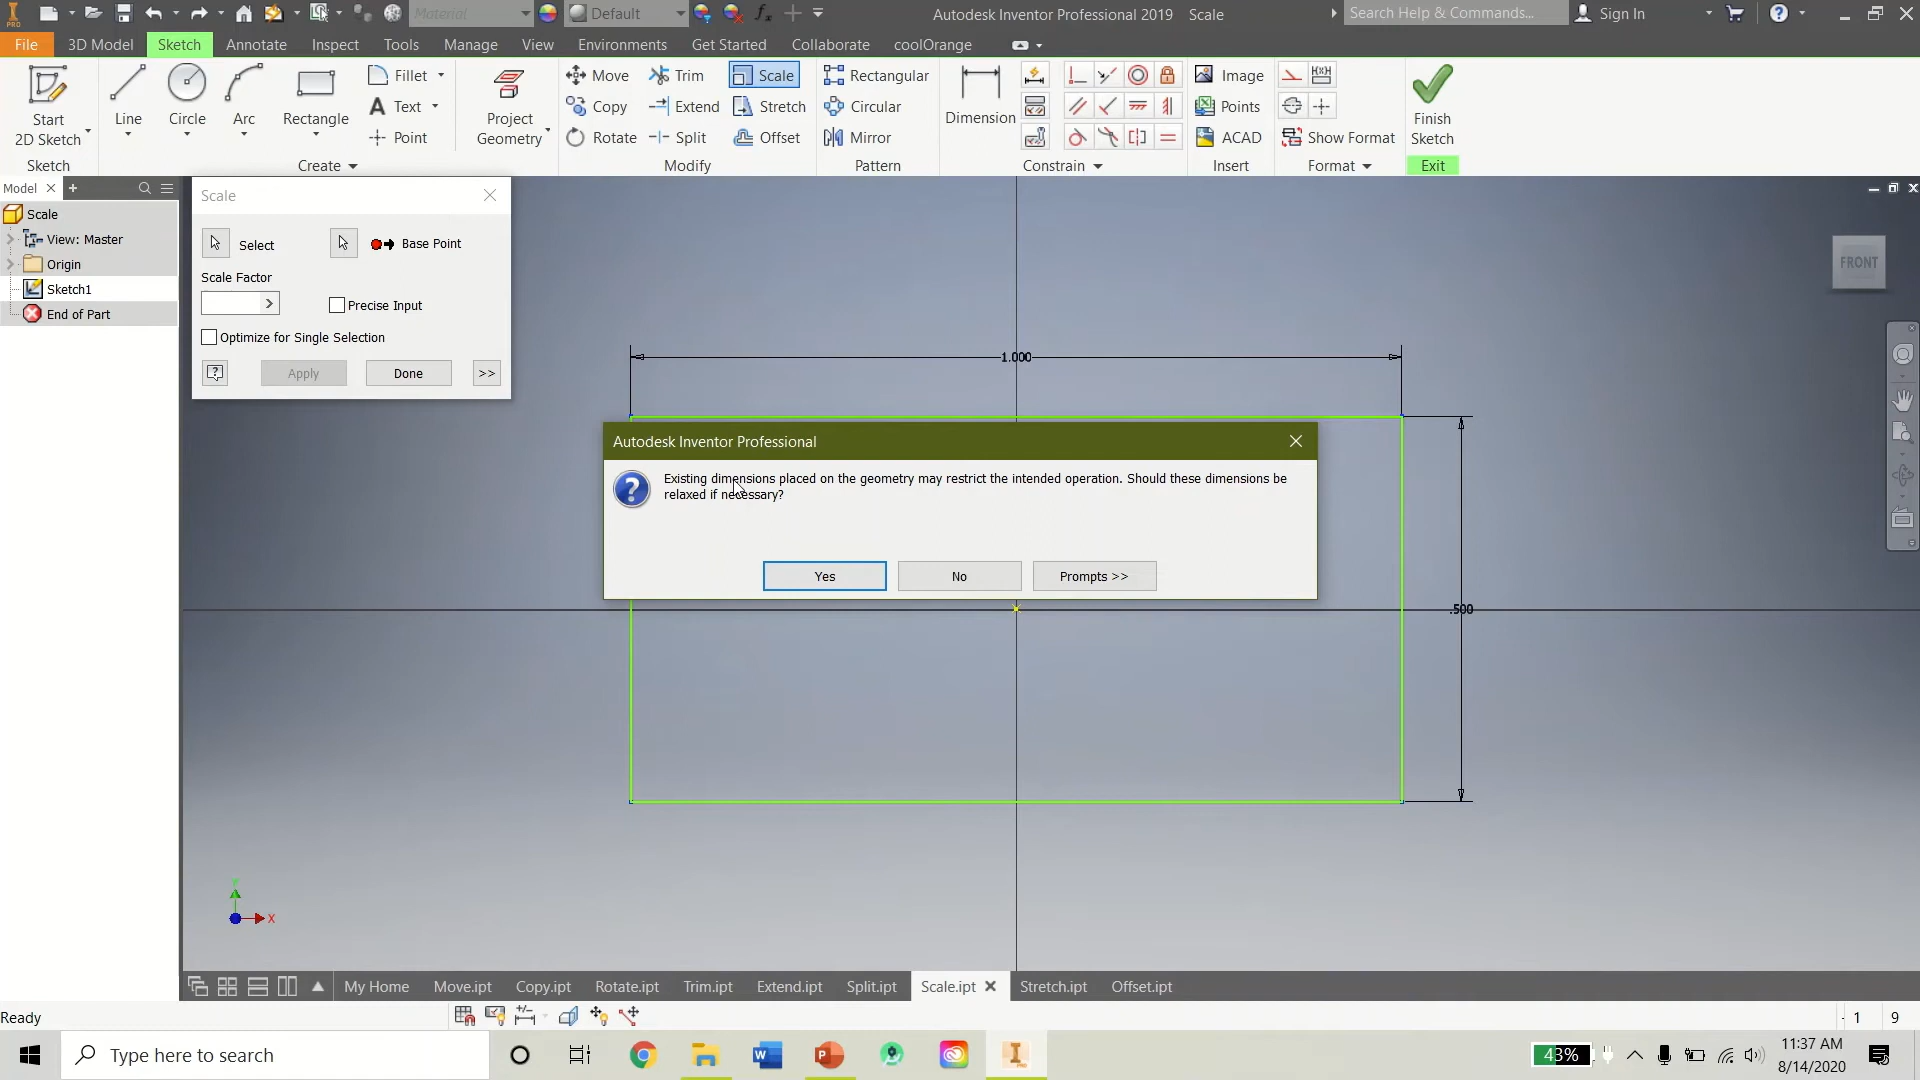 Material
Default
Autodesk Inventor Professional 2019 Scale
Search Help & Commands...
Sign In
File 3D Model Sketch Annotate Inspect Tools Manage View Environments Get Started Collaborate coolOrange
Start
2D Sketch
Line
Circle
Arc
Rectangle
Fillet
Text
Point
Project
Geometry
Move
Copy
Rotate
Trim
Extend
Split
Scale
Stretch
Offset
Rectangular
Circular
Mirror
Dimension
Image
Points
ACAD
Show Format
Finish
Sketch
Sketch Create Modify Pattern Constrain Insert Format Exit
Model
Scale
View: Master
Origin
Sketch1
End of Part
Scale
Select
Base Point
Scale Factor
Precise Input
Optimize for Single Selection
Apply Done >>
FRONT
1.000
Autodesk Inventor Professional
Existing dimensions placed on the geometry may restrict the intended operation. Should these dimensions be
relaxed if necessary?
Yes No Prompts >>
.500
Y
X
My Home Move.ipt Copy.ipt Rotate.ipt Trim.ipt Extend.ipt Split.ipt Scale.ipt Stretch.ipt Offset.ipt
Ready
1 9
Type here to search
43%
11:37 AM
8/14/2020